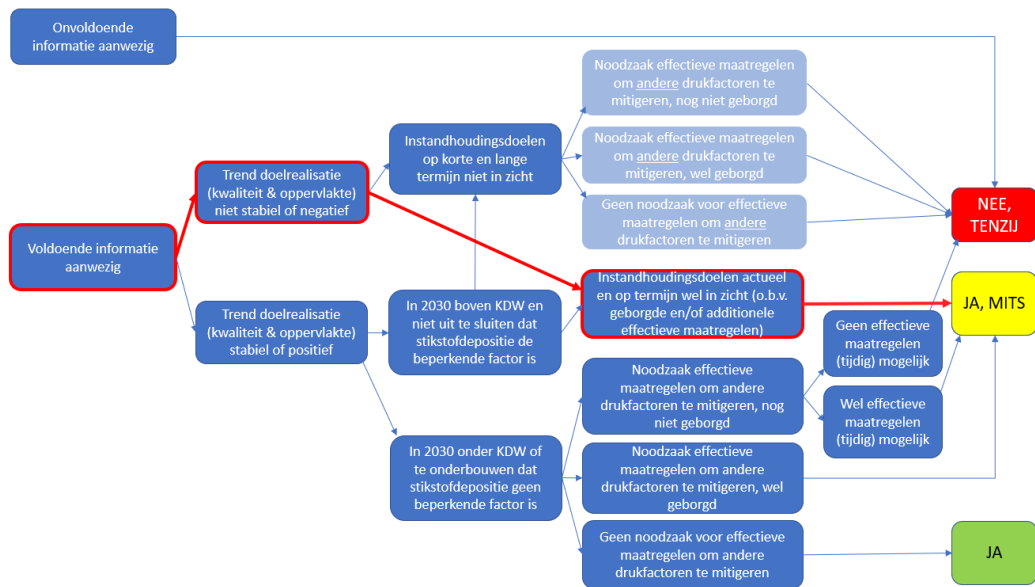 Onvoldoende
informatie aanwezig
Noodzaak effectieve maatregelen
om andere drukfactoren te
mitigeren, nog niet geborgd
Trend doelrealisatie
(kwaliteit & oppervlakte)
niet stabiel of negatief
Instandhoudingsdoelen
op korte en lange
termijn niet in zicht
Noodzaak effectieve maatregelen
om andere drukfactoren te
mitigeren, wel geborgd
Geen noodzaak voor effectieve
maatregelen om andere
drukfactoren te mitigeren
NEE,
TENZIJ
Voldoende informatie
aanwezig
Trend doelrealisatie
(kwaliteit & oppervlakte)
stabiel of positief
In 2030 boven KDW en
niet uit te sluiten dat
stikstofdepositie de
beperkende factor is
Instandhoudingsdoelen actueel
en op termijn wel in zicht (o.b.v.
geborgde en/of additionele
effectieve maatregelen)
JA, MITS
Geen effectieve
maatregelen
(tijdig) mogelijk
Noodzaak effectieve
maatregelen om andere
drukfactoren te mitigeren, nog
niet geborgd
Wel effectieve
maatregelen
(tijdig) mogelijk
In 2030 onder KDW of
te onderbouwen dat
stikstofdepositie geen
beperkende factor is
Noodzaak effectieve
maatregelen om andere
drukfactoren te mitigeren, wel
geborgd
Geen noodzaak voor effectieve
maatregelen om andere
drukfactoren te mitigeren
JA